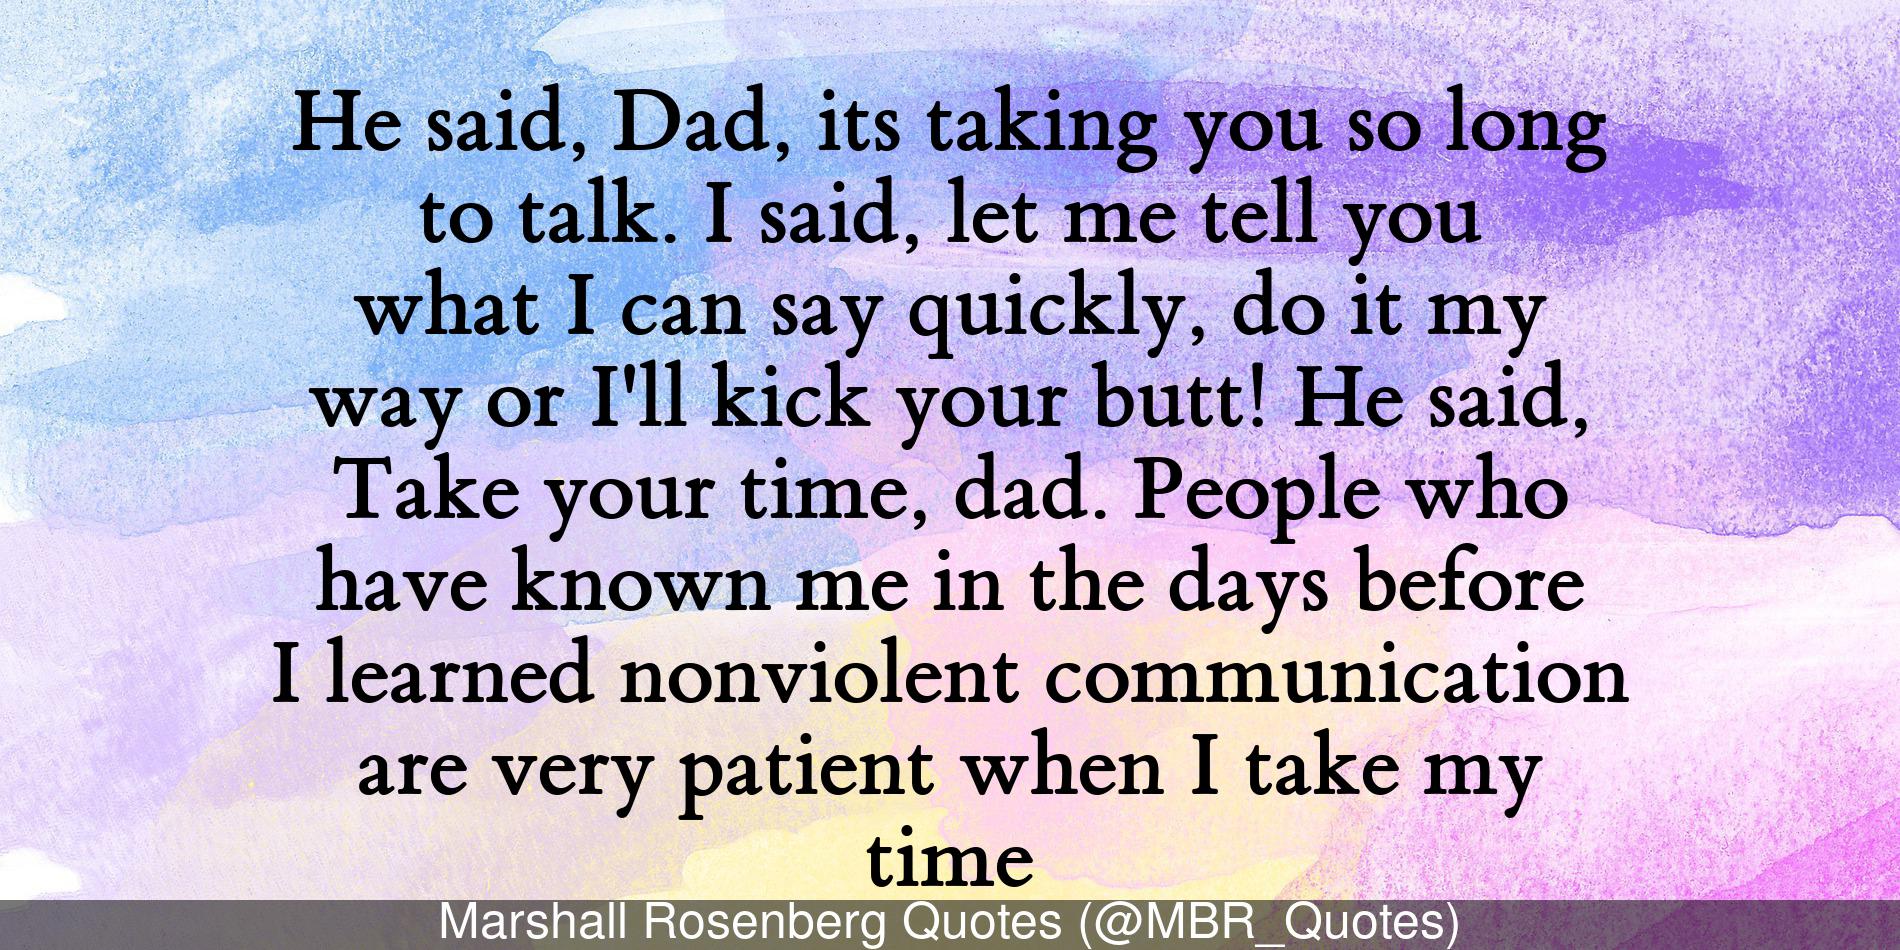 He said, Dad, its taking you so long
to talk. I said, let me tell you
what I can say quickly, do it my
way or I'll kick your butt! He said,
Take your time, dad. People who
have known me in the days before
I learned nonviolent communication
are very patient when I take my
time
Marshall Rosenberg Quotes (@MBR_Quotes)